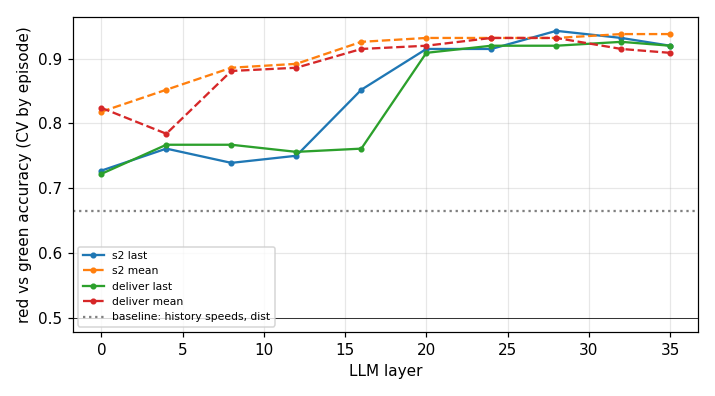 red vs green accuracy (CV by episode)
0.9
0.8
0.7
0.6
0.5
s2 last
s2 mean
deliver last
deliver mean
baseline: history speeds, dist
0 5 10 15 20 25 30 35
LLM layer